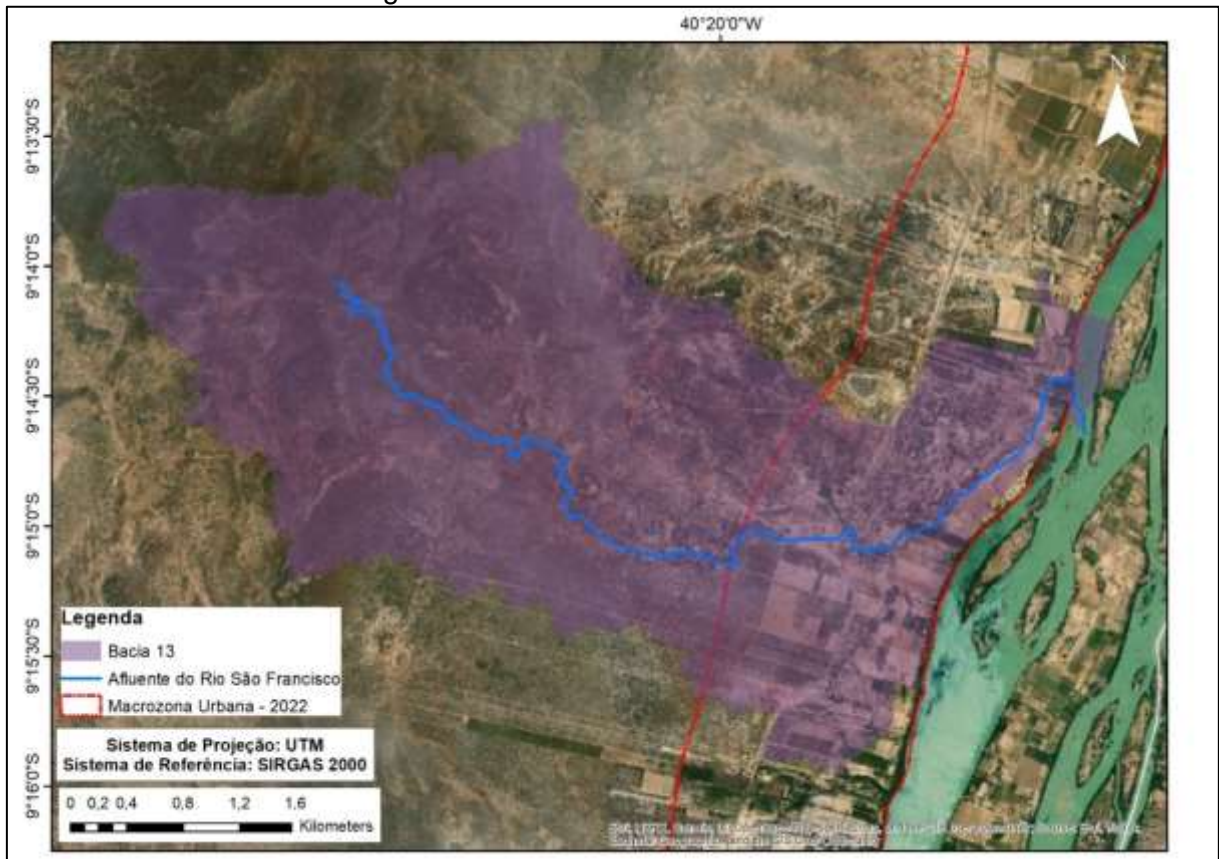 40°20'0"W
N
9°13'30"S
9°14'0"S
9°14'30"S
9°15'0"S
9°15'30"S
9°16'0"S
Legenda
Bacia 13
Afluente do Rio São Francisco
Macrozona Urbana - 2022
Sistema de Projeção: UTM
Sistema de Referência: SIRGAS 2000
0 0,2 0,4 0,8 1,2 1,6
Kilometers